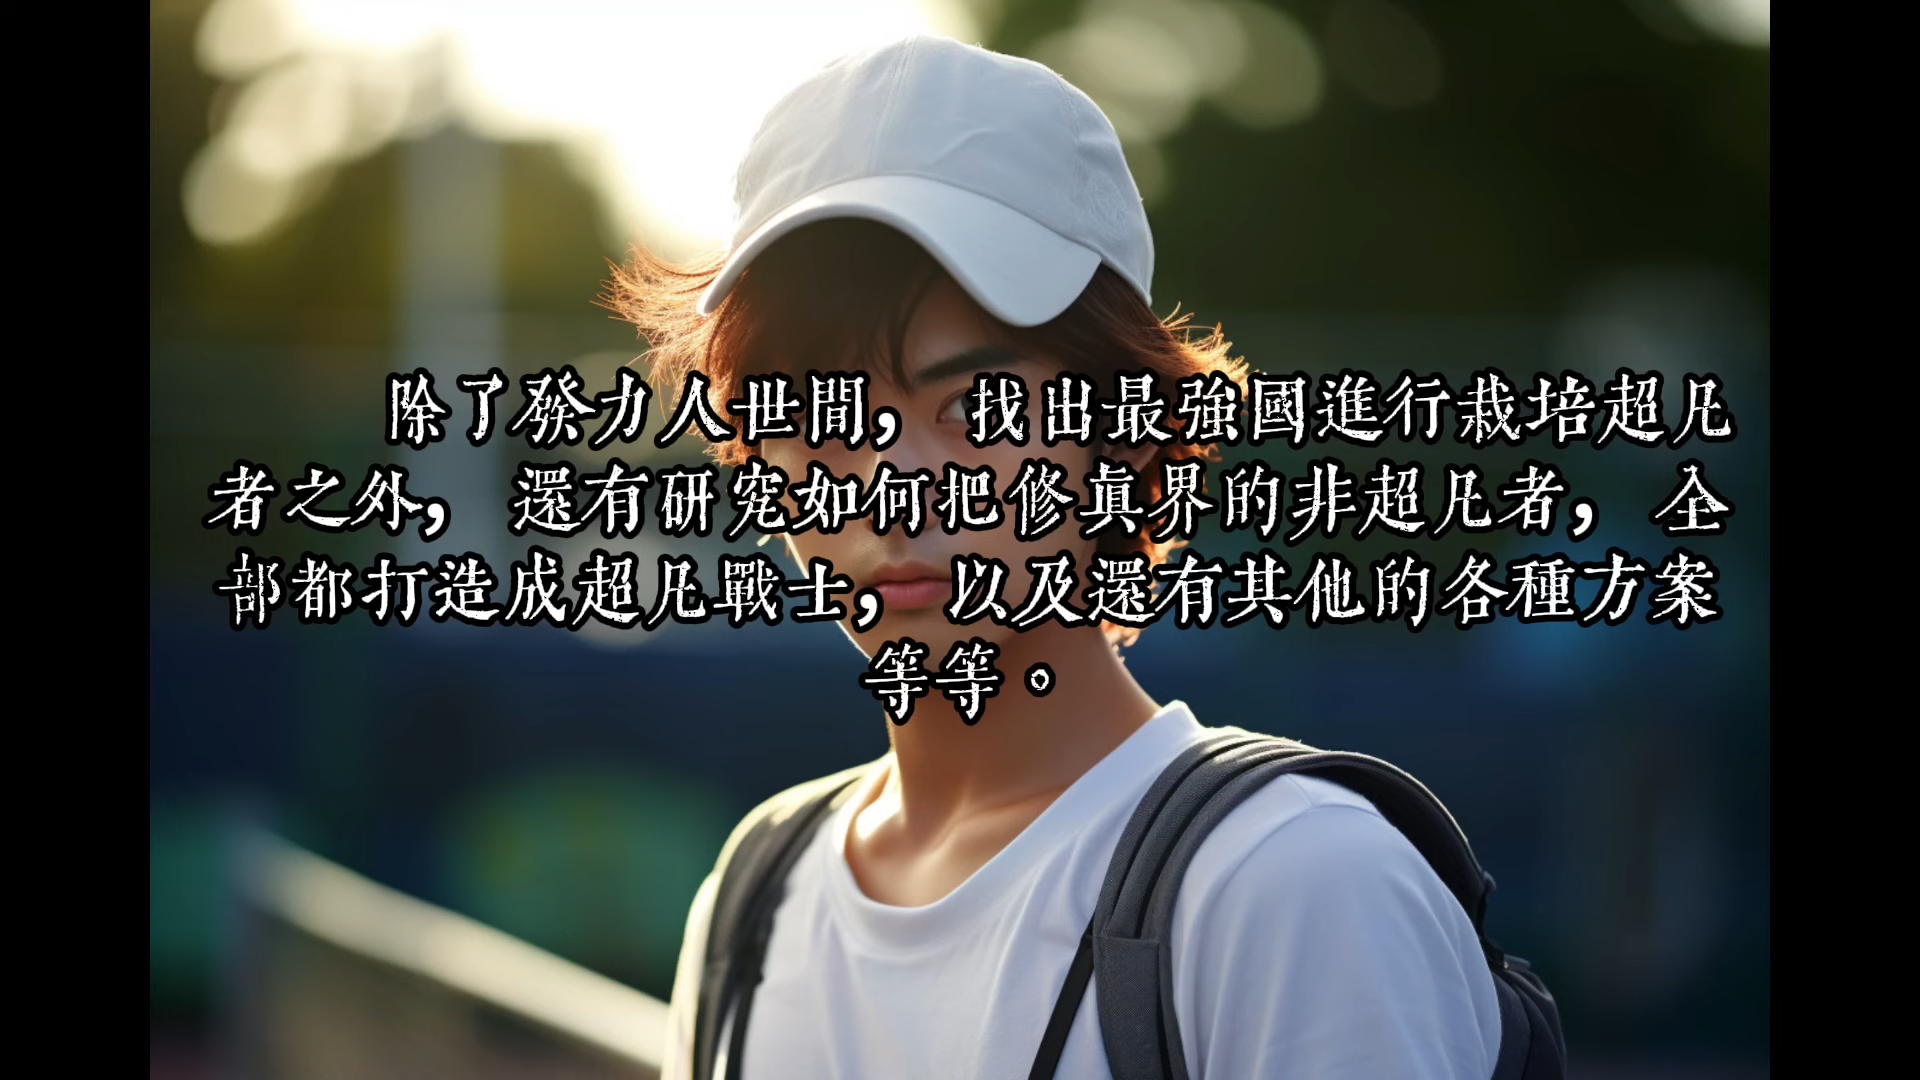 除了發力人世間，找出最強國進行栽培超凡
者之外，還有研究如何把修真界的非超凡者，全
部都打造成超凡戰士，以及還有其他的各種方案
等等。